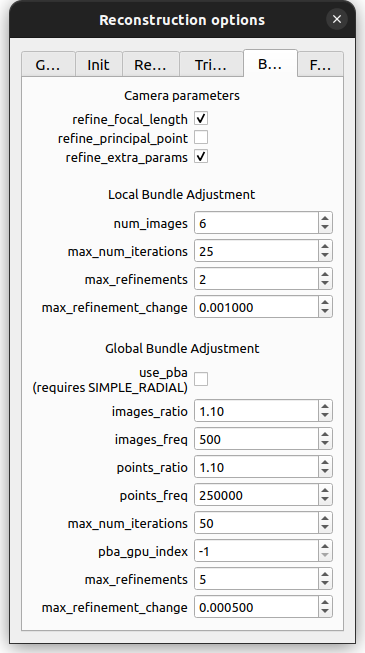 Reconstruction options
G... Init Re... Tri... B... F...
Camera parameters
refine_focal_length
refine_principal_point
refine_extra_params
Local Bundle Adjustment
num_images 6
max_num_iterations 25
max_refinements 2
max_refinement_change 0.001000
Global Bundle Adjustment
use_pba
(requires SIMPLE_RADIAL)
images_ratio 1.10
images_freq 500
points_ratio 1.10
points_freq 250000
max_num_iterations 50
pba_gpu_index -1
max_refinements 5
max_refinement_change 0.000500